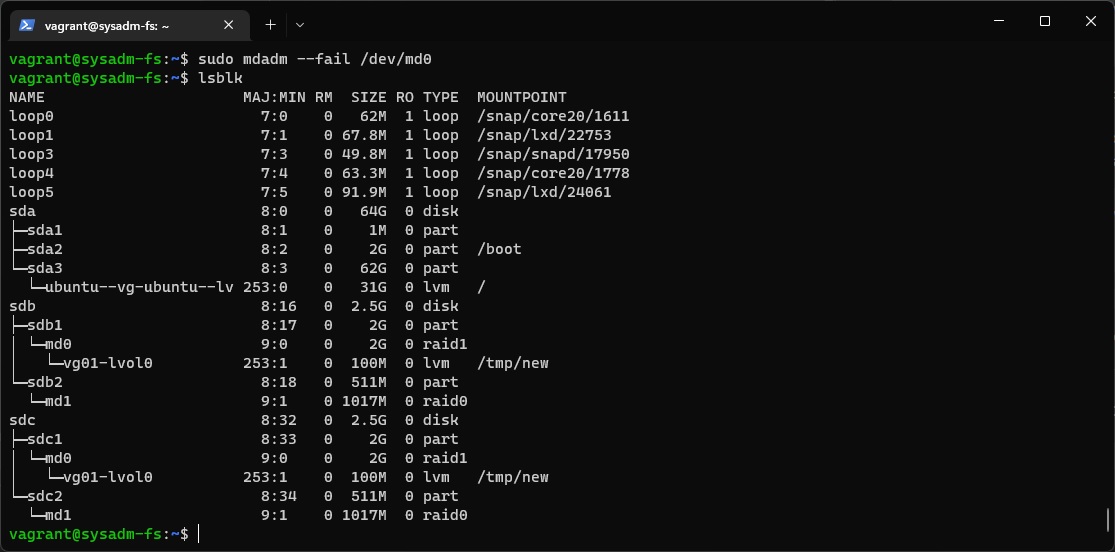 vagrant@sysadm-fs: ~
vagrant@sysadm-fs:~$ sudo mdadm --fail /dev/md0
vagrant@sysadm-fs:~$ lsblk
NAME                      MAJ:MIN RM  SIZE RO TYPE  MOUNTPOINT
loop0                       7:0    0   62M  1 loop  /snap/core20/1611
loop1                       7:1    0 67.8M  1 loop  /snap/lxd/22753
loop3                       7:3    0 49.8M  1 loop  /snap/snapd/17950
loop4                       7:4    0 63.3M  1 loop  /snap/core20/1778
loop5                       7:5    0 91.9M  1 loop  /snap/lxd/24061
sda                         8:0    0   64G  0 disk
├─sda1                      8:1    0    1M  0 part
├─sda2                      8:2    0    2G  0 part  /boot
└─sda3                      8:3    0   62G  0 part
  └─ubuntu--vg-ubuntu--lv 253:0    0   31G  0 lvm   /
sdb                         8:16   0  2.5G  0 disk
├─sdb1                      8:17   0    2G  0 part
│ └─md0                     9:0    0    2G  0 raid1
│   └─vg01-lvol0          253:1    0  100M  0 lvm   /tmp/new
└─sdb2                      8:18   0  511M  0 part
  └─md1                     9:1    0 1017M  0 raid0
sdc                         8:32   0  2.5G  0 disk
├─sdc1                      8:33   0    2G  0 part
│ └─md0                     9:0    0    2G  0 raid1
│   └─vg01-lvol0          253:1    0  100M  0 lvm   /tmp/new
└─sdc2                      8:34   0  511M  0 part
  └─md1                     9:1    0 1017M  0 raid0
vagrant@sysadm-fs:~$